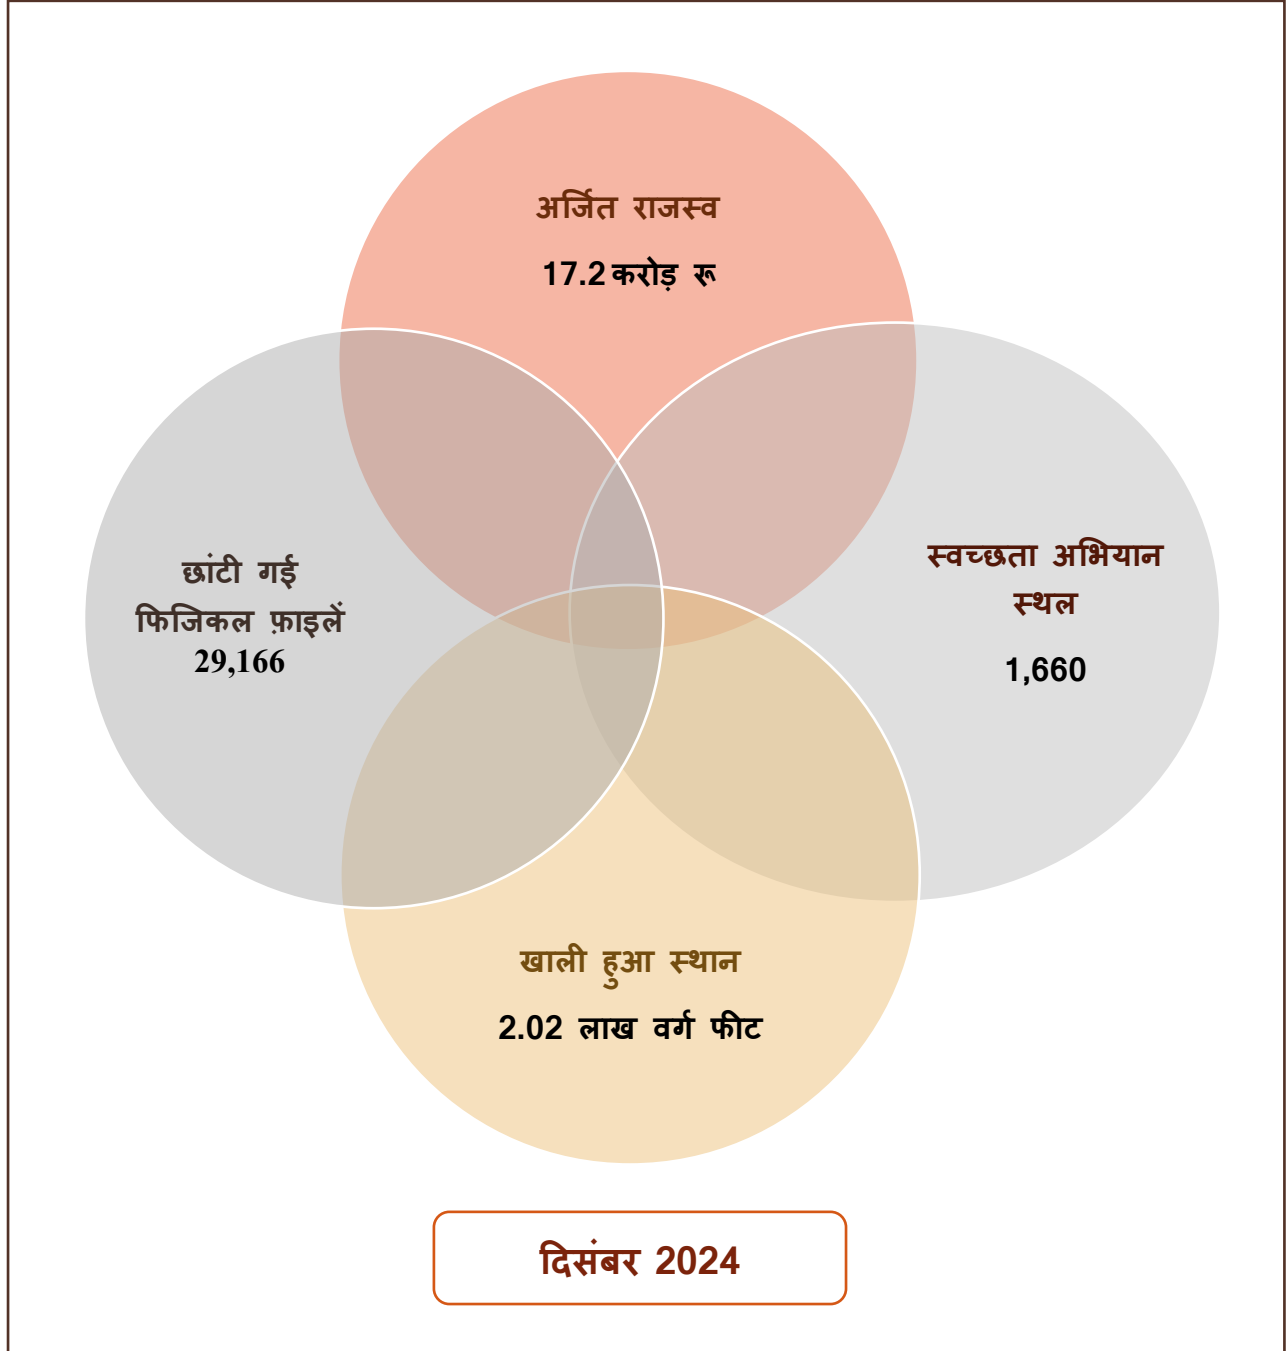 अर्जित राजस्व
17.2 करोड़ रू
छांटी गई
फिजिकल फ़ाइलें
29,166
स्वच्छता अभियान
स्थल
1,660
खाली हुआ स्थान
2.02 लाख वर्ग फीट
दिसंबर 2024